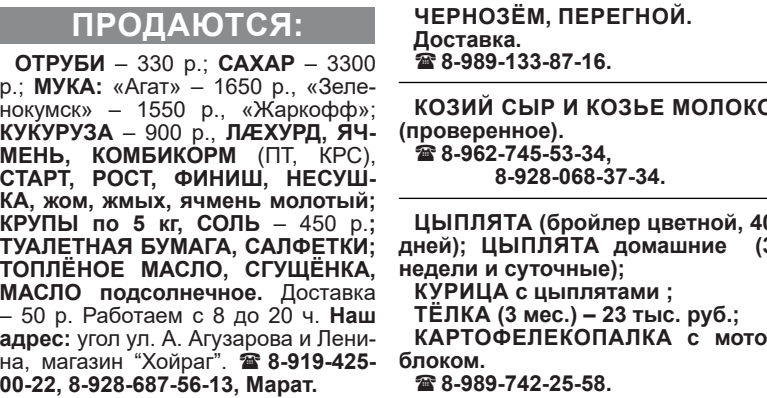 ПРОДАЮТСЯ:
ОТРУБИ – 330 р.; САХАР – 3300
р.; МУКА: «Агат» – 1650 р., «Зеле-
нокумск» – 1550 р., «Жаркофф»;
КУКУРУЗА – 900 р., ЛÆХУРД, ЯЧ-
МЕНЬ, КОМБИКОРМ (ПТ, КРС),
СТАРТ, РОСТ, ФИНИШ, НЕСУШ-
КА, жом, жмых, ячмень молотый;
КРУПЫ по 5 кг, СОЛЬ – 450 р.;
ТУАЛЕТНАЯ БУМАГА, САЛФЕТКИ;
ТОПЛЁНОЕ МАСЛО, СГУЩЁНКА,
МАСЛО подсолнечное. Доставка
– 50 р. Работаем с 8 до 20 ч. Наш
адрес: угол ул. А. Агузарова и Лени-
на, магазин "Хойраг". ☎ 8-919-425-
00-22, 8-928-687-56-13, Марат.
ЧЕРНОЗЁМ, ПЕРЕГНОЙ.
Доставка.
☎ 8-989-133-87-16.
КОЗИЙ СЫР И КОЗЬЕ МОЛОКО
(проверенное).
☎ 8-962-745-53-34,
8-928-068-37-34.
ЦЫПЛЯТА (бройлер цветной, 40
дней); ЦЫПЛЯТА домашние (3
недели и суточные);
КУРИЦА с цыплятами ;
ТЁЛКА (3 мес.) – 23 тыс. руб.;
КАРТОФЕЛЕКОПАЛКА с мото-
блоком.
☎ 8-989-742-25-58.